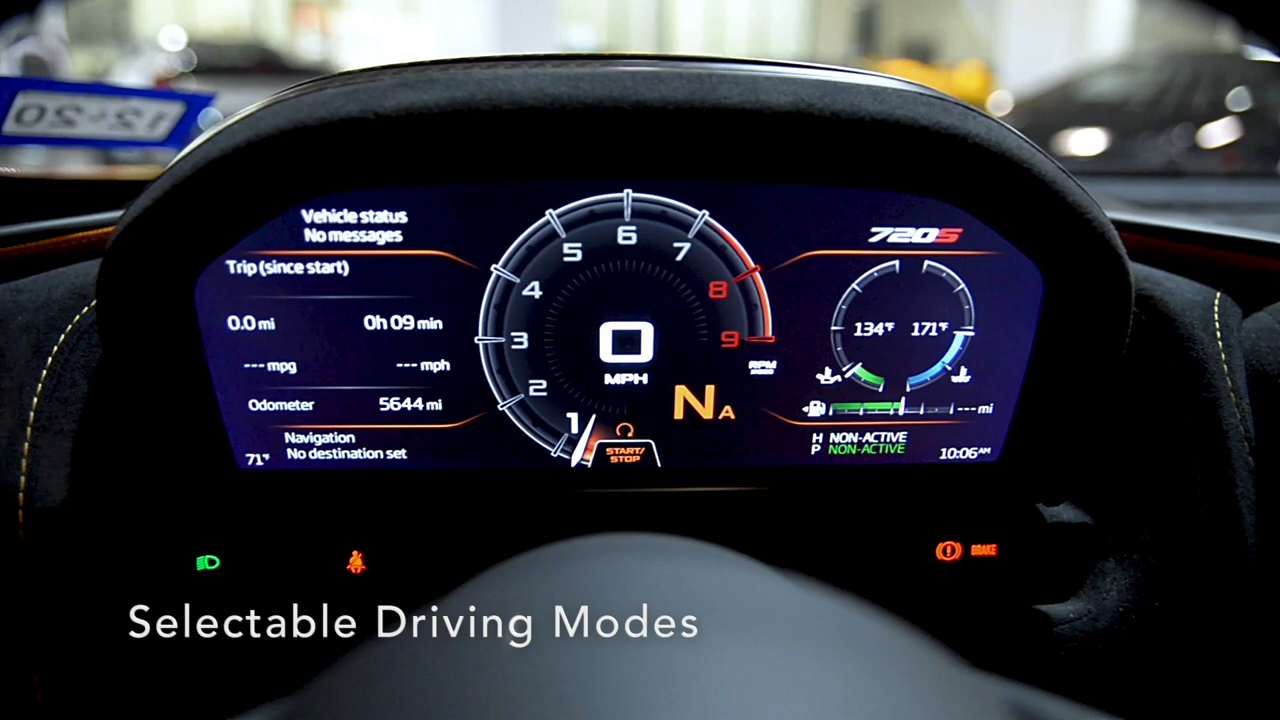 12-20
Vehicle status
No messages
Trip (since start)
0.0 mi 0h 09 min
--- mpg --- mph
Odometer 5644 mi
Navigation
No destination set
71°F
1 2 3 4 5 6 7 8 9
0
MPH
RPM
N A
START/
STOP
720S
134°F 171°F
--- mi
H NON-ACTIVE
P NON-ACTIVE
10:06 AM
BRAKE
Selectable Driving Modes